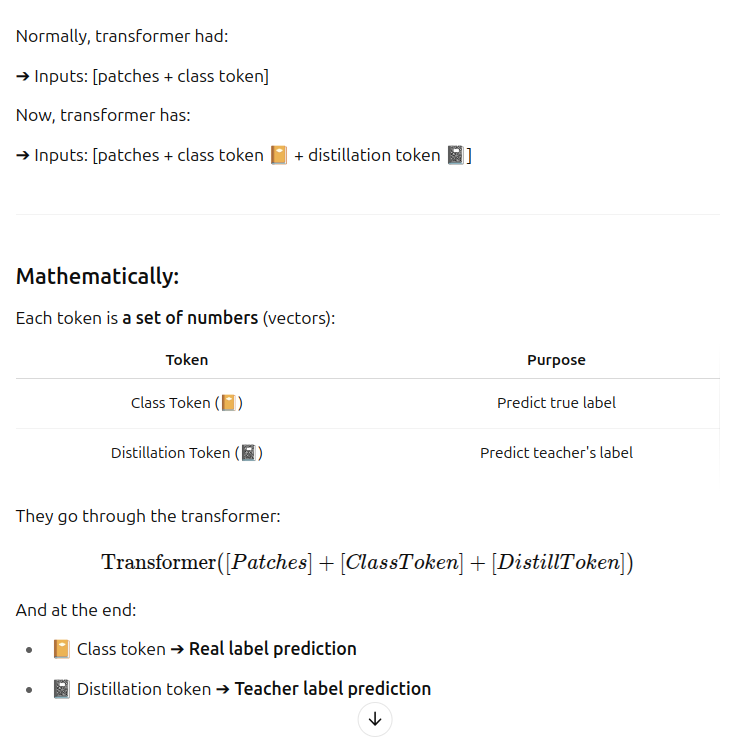 Normally, transformer had:
➔ Inputs: [patches + class token]
Now, transformer has:
➔ Inputs: [patches + class token 📔 + distillation token 📓]
Mathematically:
Each token is a set of numbers (vectors):
Token Purpose
Class Token (📔) Predict true label
Distillation Token (📓) Predict teacher's label
They go through the transformer:
Transformer([Patches] + [ClassToken] + [DistillToken])
And at the end:
• 📔 Class token ➔ Real label prediction
• 📓 Distillation token ➔ Teacher label prediction